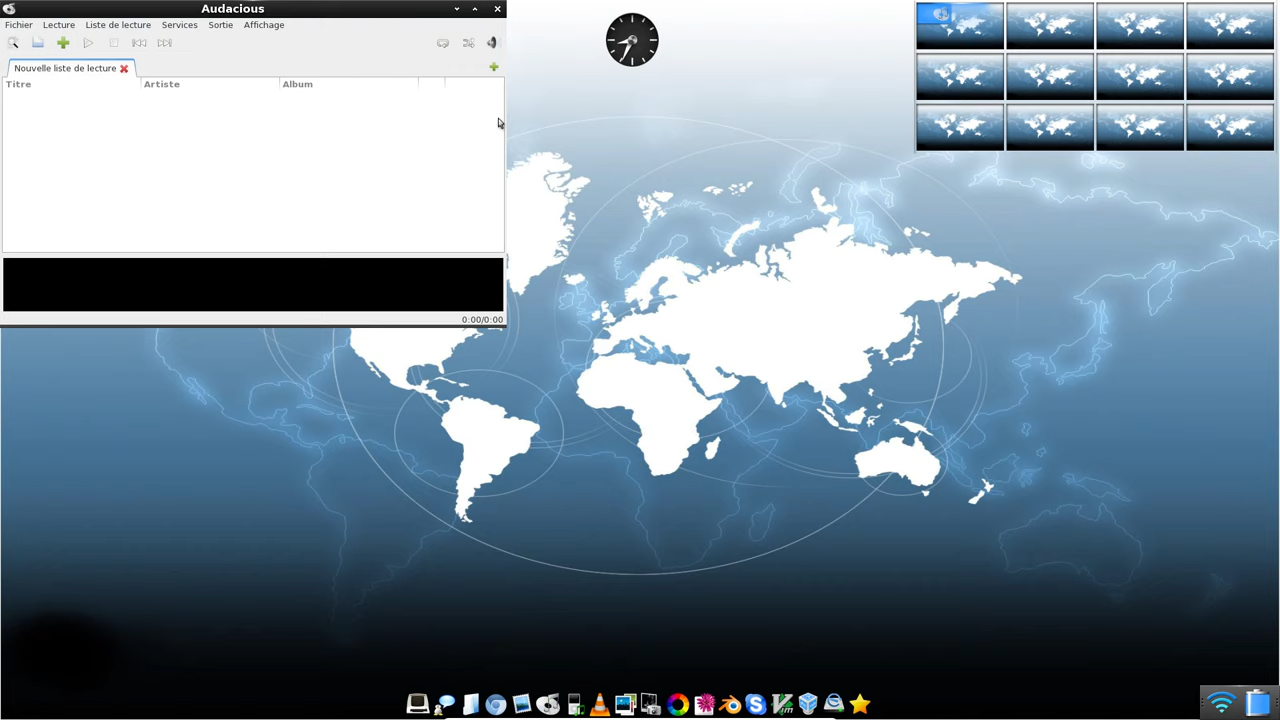 Audacious
Fichier Lecture Liste de lecture Services Sortie Affichage
Nouvelle liste de lecture
Titre Artiste Album
0:00/0:00